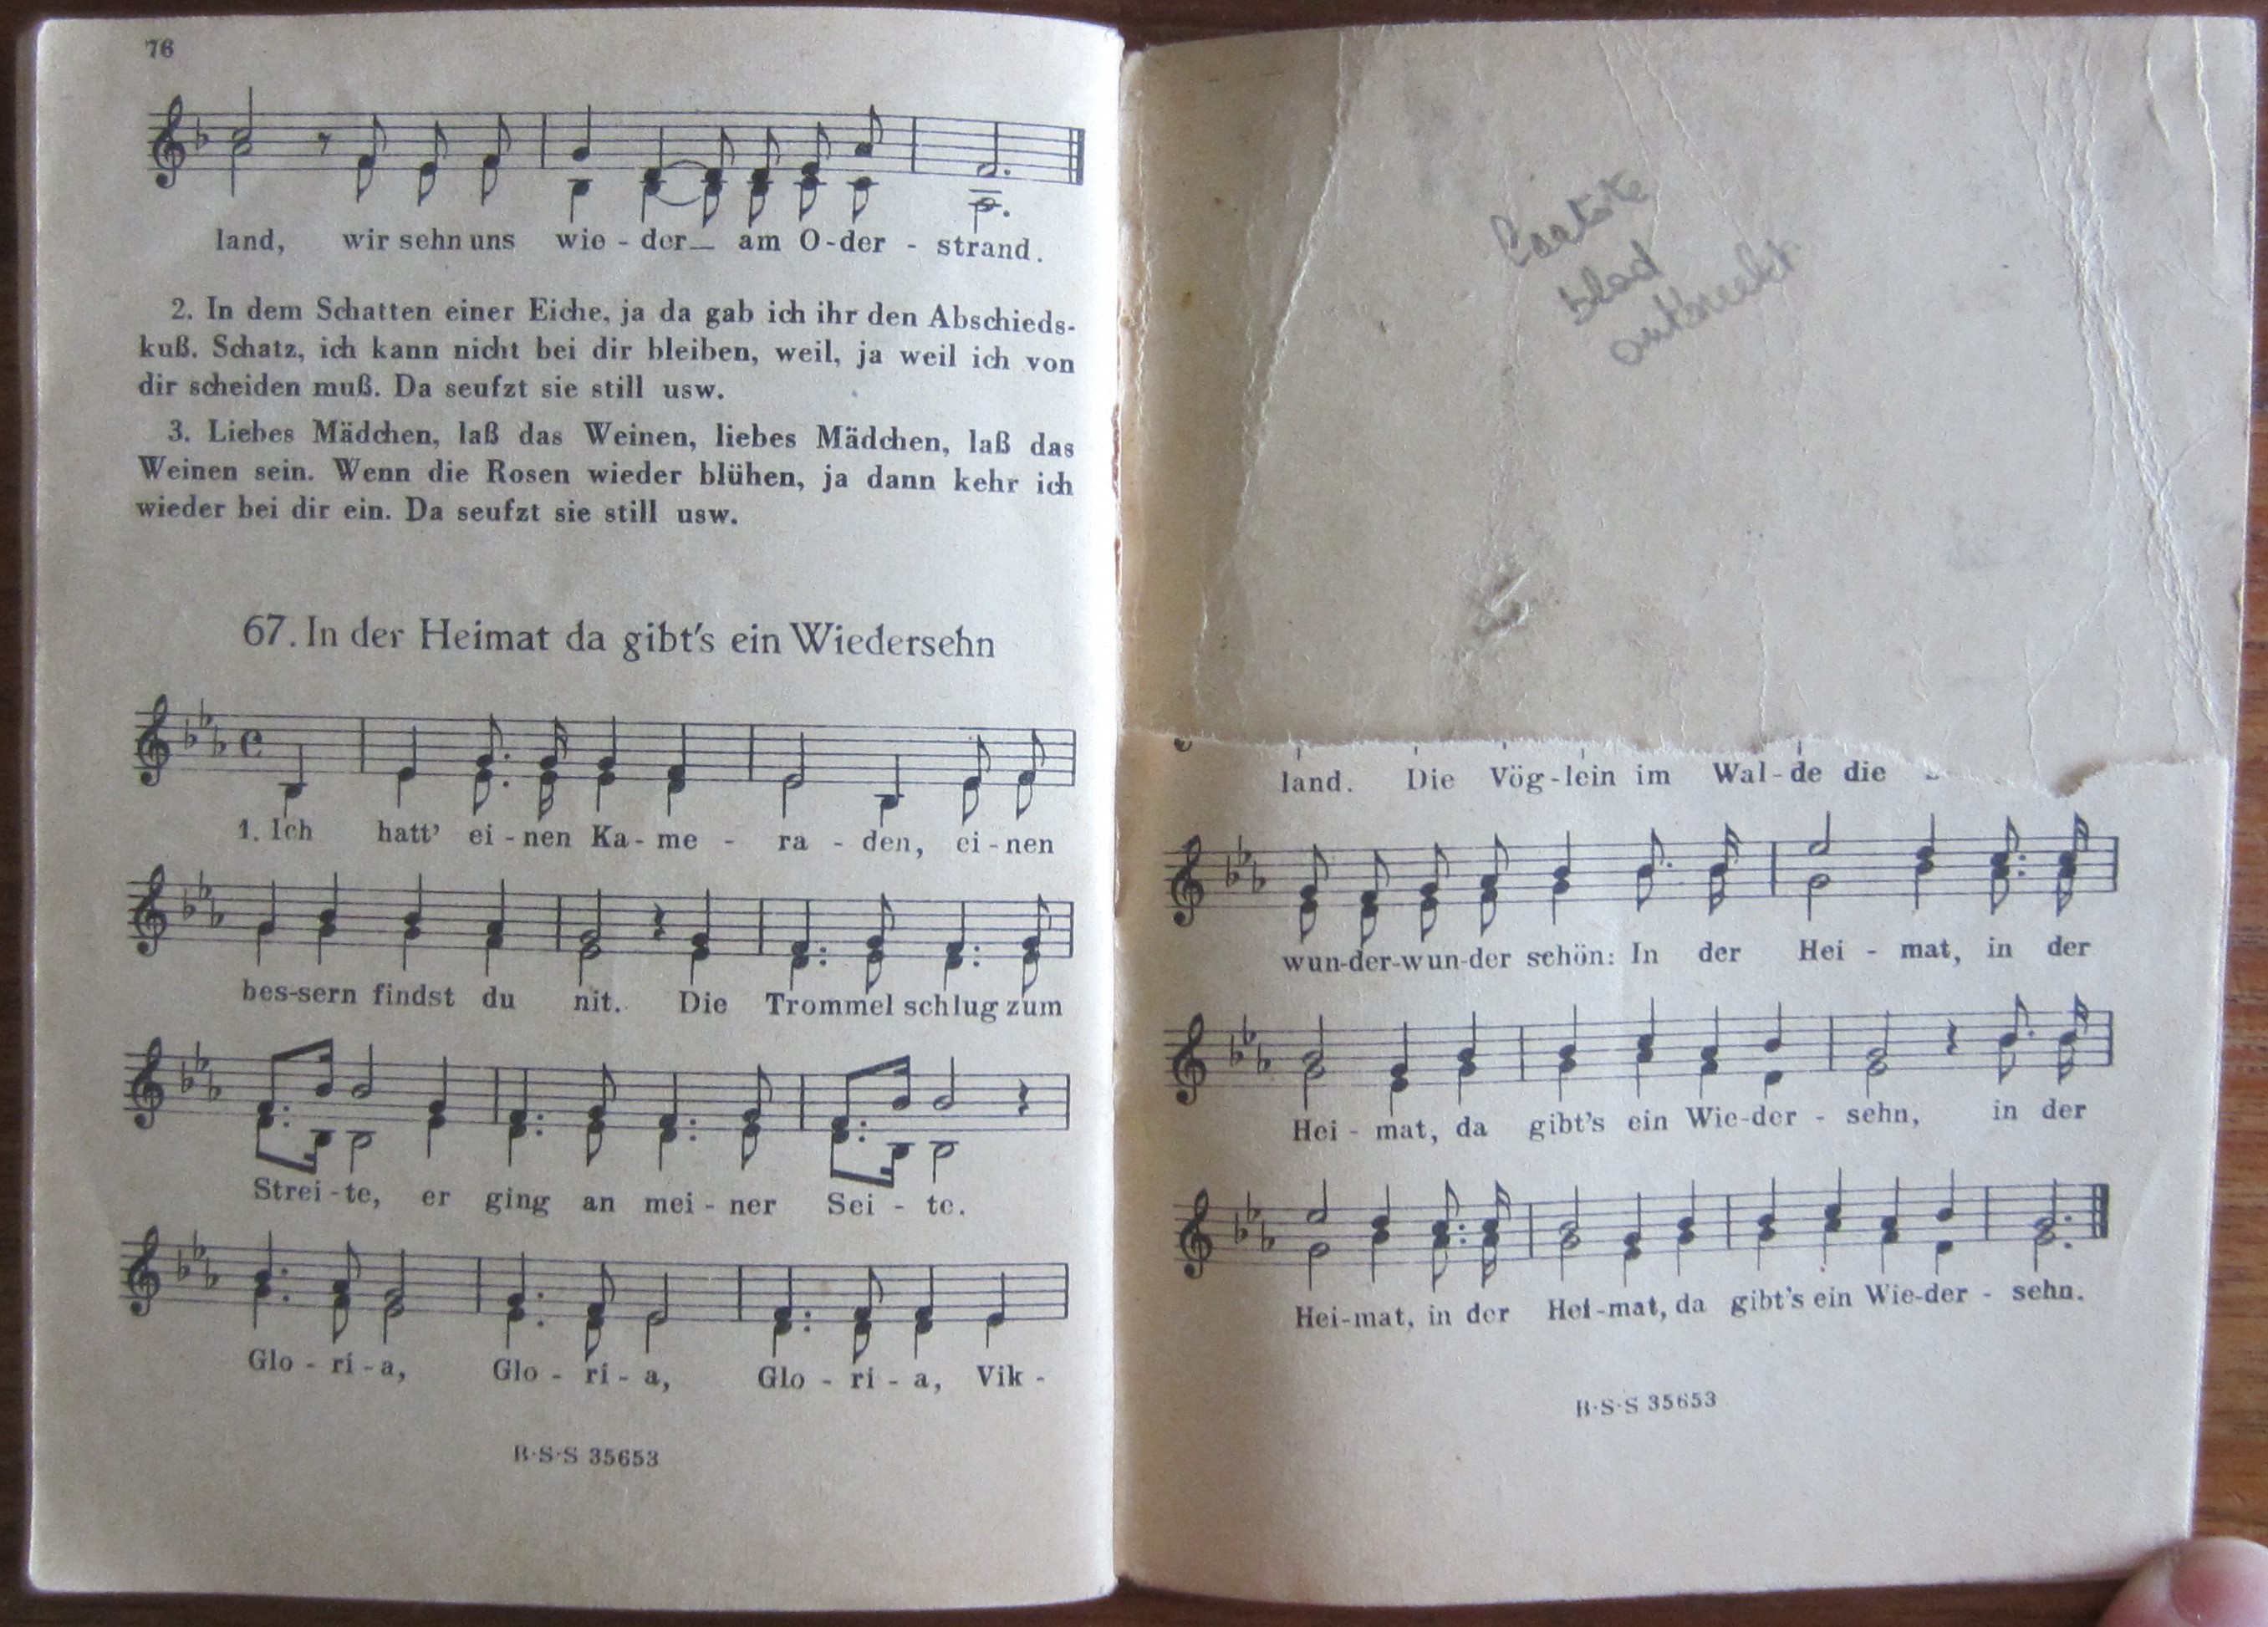 76
land, wir sehn uns wie - der_ am O-der - strand.
2. In dem Schatten einer Eiche, ja da gab ich ihr den Abschieds-
kuß. Schatz, ich kann nicht bei dir bleiben, weil, ja weil ich von
dir scheiden muß. Da seufzt sie still usw.
3. Liebes Mädchen, laß das Weinen, liebes Mädchen, laß das
Weinen sein. Wenn die Rosen wieder blühen, ja dann kehr ich
wieder bei dir ein. Da seufzt sie still usw.
67. In der Heimat da gibt's ein Wiedersehn
1. Ich hatt' ei - nen Ka - me - ra - den, ei - nen
bes-sern findst du nit. Die Trommel schlug zum
Strei - te, er ging an mei - ner Sei - te.
Glo - ri - a, Glo - ri - a, Glo - ri - a, Vik -
B·S·S 35653
Laatste
blad
ontbreekt
land. Die Vög-lein im Wal-de die
wun-der-wun-der schön: In der Hei - mat, in der
Hei - mat, da gibt's ein Wie-der - sehn, in der
Hei-mat, in der Hei-mat, da gibt's ein Wie-der - sehn.
B·S·S 35653